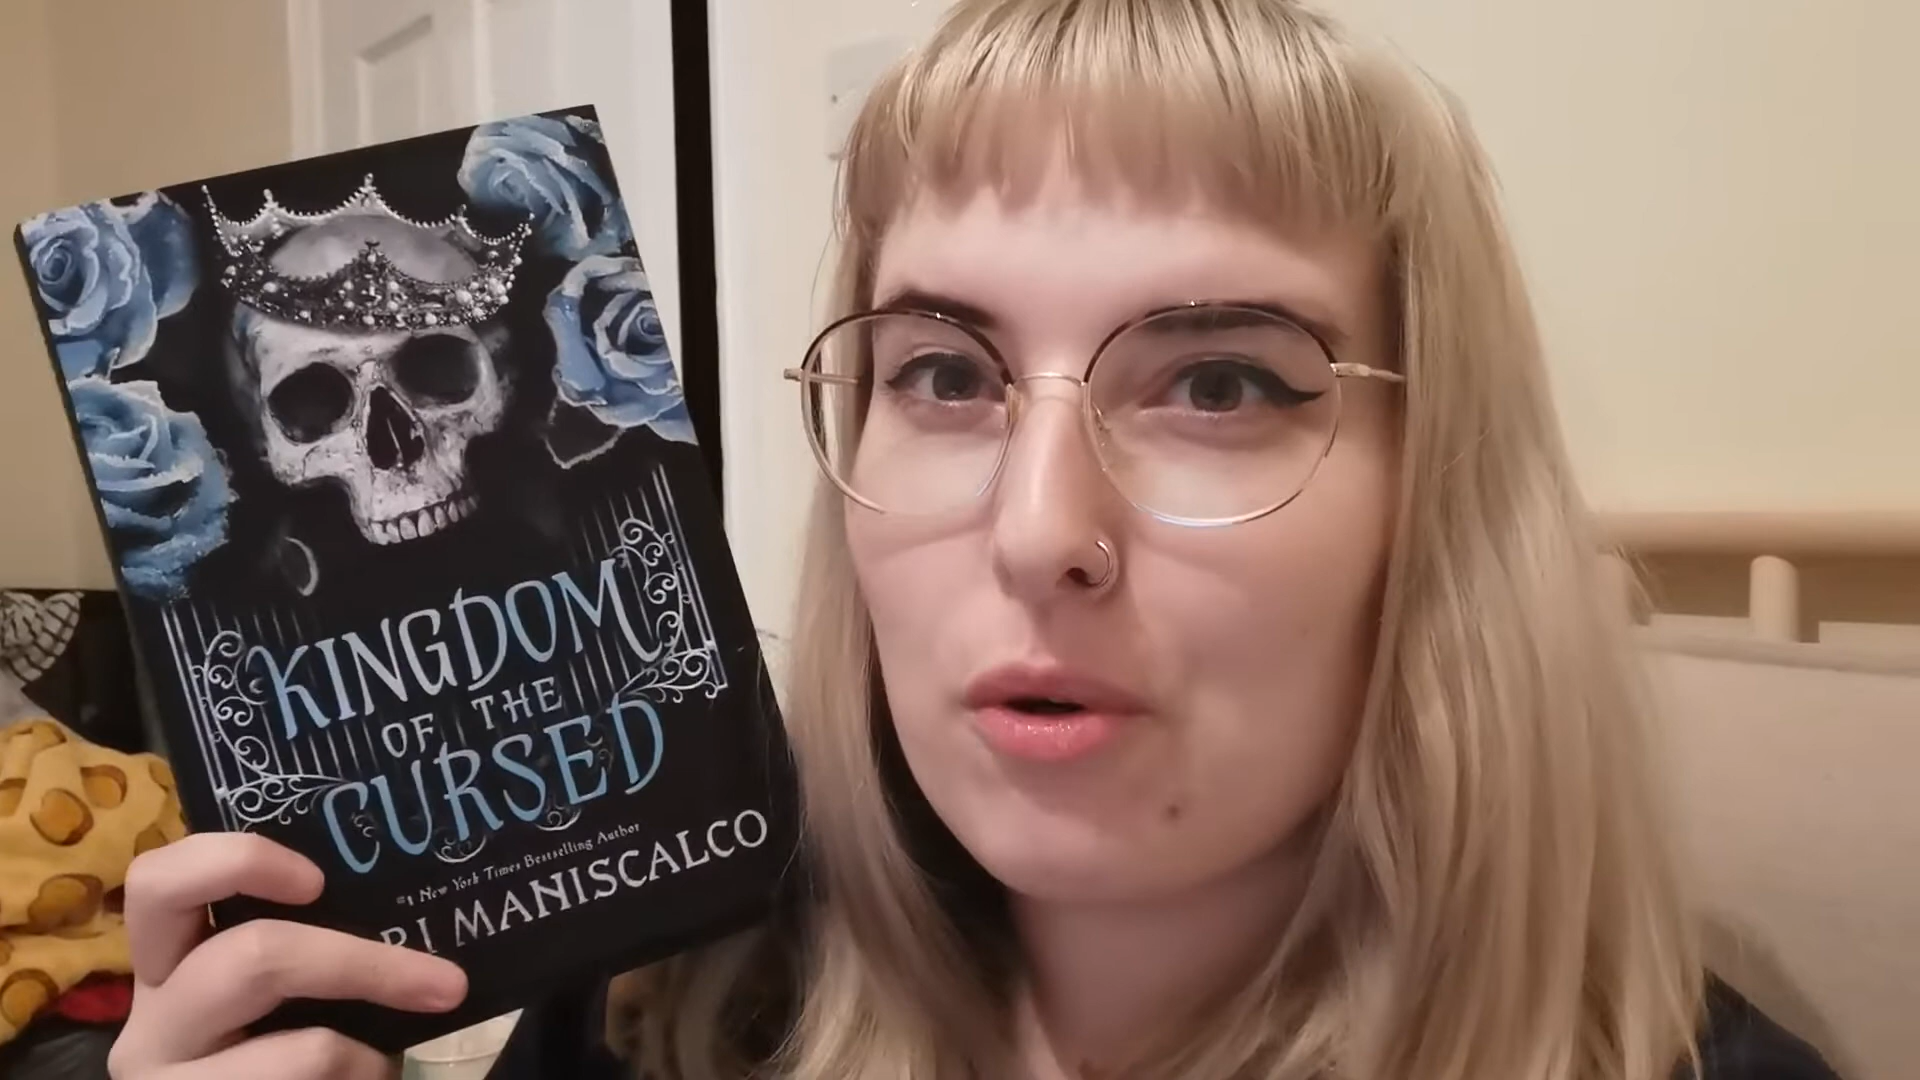 KINGDOM
OF THE
CURSED
#1 New York Times Bestselling Author
RI MANISCALCO